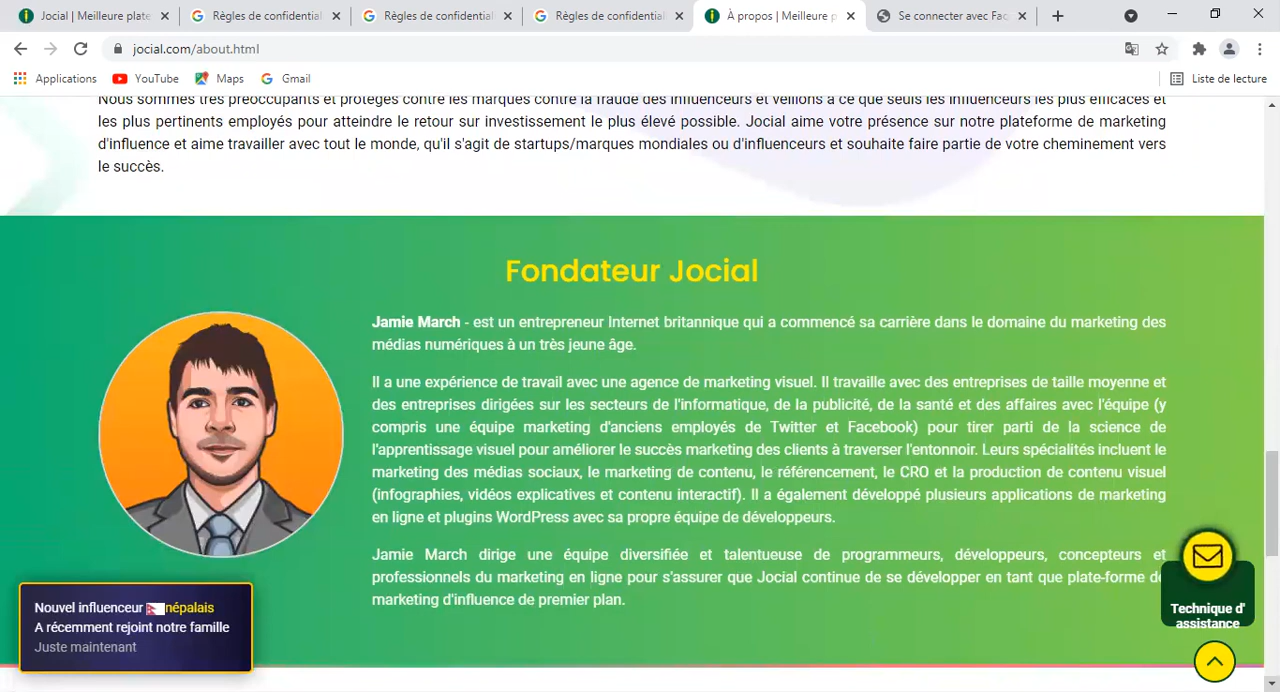 Jocial | Meilleure plate
Règles de confidential
Règles de confidential
Règles de confidential
À propos | Meilleure p
Se connecter avec Fac
jocial.com/about.html
Applications
YouTube
Maps
Gmail
Liste de lecture
Nous sommes très préoccupants et protégés contre les marques contre la fraude des influenceurs et veillons à ce que seuls les influenceurs les plus efficaces et
les plus pertinents employés pour atteindre le retour sur investissement le plus élevé possible. Jocial aime votre présence sur notre plateforme de marketing
d'influence et aime travailler avec tout le monde, qu'il s'agit de startups/marques mondiales ou d'influenceurs et souhaite faire partie de votre cheminement vers
le succès.
Fondateur Jocial
Jamie March - est un entrepreneur Internet britannique qui a commencé sa carrière dans le domaine du marketing des
médias numériques à un très jeune âge.
Il a une expérience de travail avec une agence de marketing visuel. Il travaille avec des entreprises de taille moyenne et
des entreprises dirigées sur les secteurs de l'informatique, de la publicité, de la santé et des affaires avec l'équipe (y
compris une équipe marketing d'anciens employés de Twitter et Facebook) pour tirer parti de la science de
l'apprentissage visuel pour améliorer le succès marketing des clients à traverser l'entonnoir. Leurs spécialités incluent le
marketing des médias sociaux, le marketing de contenu, le référencement, le CRO et la production de contenu visuel
(infographies, vidéos explicatives et contenu interactif). Il a également développé plusieurs applications de marketing
en ligne et plugins WordPress avec sa propre équipe de développeurs.
Jamie March dirige une équipe diversifiée et talentueuse de programmeurs, développeurs, concepteurs et
professionnels du marketing en ligne pour s'assurer que Jocial continue de se développer en tant que plate-forme de
marketing d'influence de premier plan.
Nouvel influenceur népalais
A récemment rejoint notre famille
Juste maintenant
Technique d'
assistance